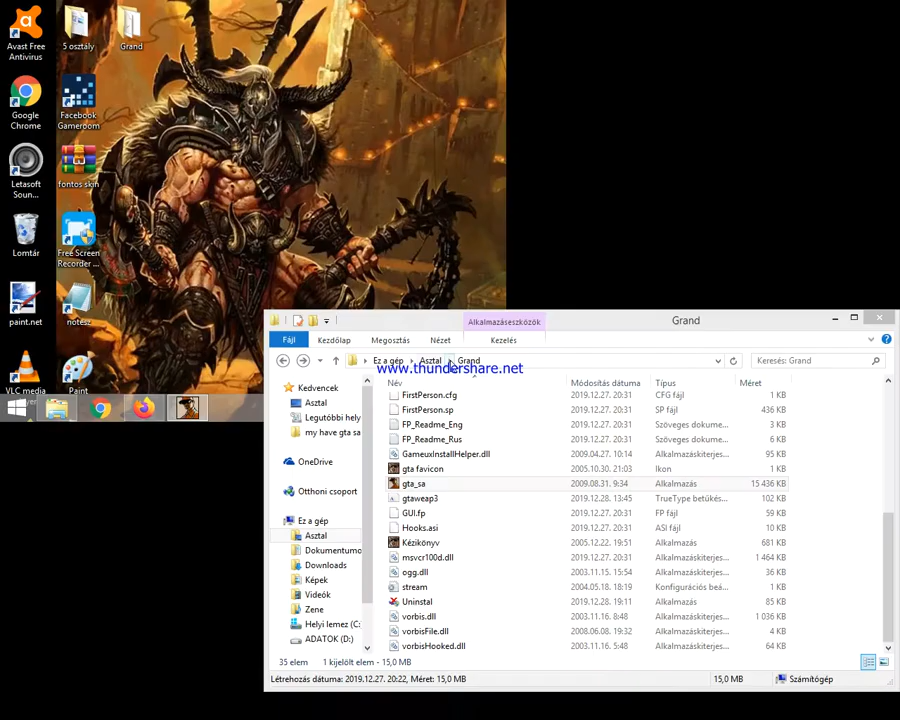 Avast Free
Antivirus
5 osztály
Grand
Google
Chrome
Facebook
Gameroom
Letasoft
Soun...
fontos skin
Lomtár
Free Screen
Recorder ...
paint.net
notesz
VLC media
Paint
Grand
Alkalmazáseszközök
Fájl
Kezdőlap
Megosztás
Nézet
Kezelés
Ez a gép
Asztal
Grand
Keresés: Grand
www.thundershare.net
Kedvencek
Asztal
Legutóbbi hely
my have gta sa
OneDrive
Otthoni csoport
Ez a gép
Asztal
Dokumentumo
Downloads
Képek
Videók
Zene
Helyi lemez (C:
ADATOK (D:)
Név Módosítás dátuma Típus Méret
FirstPerson.cfg 2019.12.27. 20:31 CFG fájl 1 KB
FirstPerson.sp 2019.12.27. 20:31 SP fájl 436 KB
FP_Readme_Eng 2019.12.27. 20:31 Szöveges dokume... 3 KB
FP_Readme_Rus 2019.12.27. 20:31 Szöveges dokume... 6 KB
GameuxInstallHelper.dll 2009.04.27. 10:14 Alkalmazáskiterjes... 95 KB
gta favicon 2005.10.30. 21:03 Ikon 1 KB
gta_sa 2009.08.31. 9:34 Alkalmazás 15 436 KB
gtaweap3 2019.12.28. 13:45 TrueType betűkés... 102 KB
GUI.fp 2019.12.27. 20:31 FP fájl 59 KB
Hooks.asi 2019.12.27. 20:31 ASI fájl 10 KB
Kézikönyv 2005.12.22. 19:51 Alkalmazás 681 KB
msvcr100d.dll 2019.12.27. 20:31 Alkalmazáskiterjes... 1 464 KB
ogg.dll 2003.11.15. 15:54 Alkalmazáskiterjes... 36 KB
stream 2004.05.18. 18:19 Konfigurációs beá... 1 KB
Uninstal 2019.12.28. 19:11 Alkalmazás 85 KB
vorbis.dll 2003.11.16. 8:48 Alkalmazáskiterjes... 1 036 KB
vorbisFile.dll 2008.06.08. 19:32 Alkalmazáskiterjes... 4 KB
vorbisHooked.dll 2003.11.16. 5:48 Alkalmazáskiterjes... 64 KB
35 elem 1 kijelölt elem - 15,0 MB
Létrehozás dátuma: 2019.12.27. 20:22, Méret: 15,0 MB 15,0 MB Számítógép